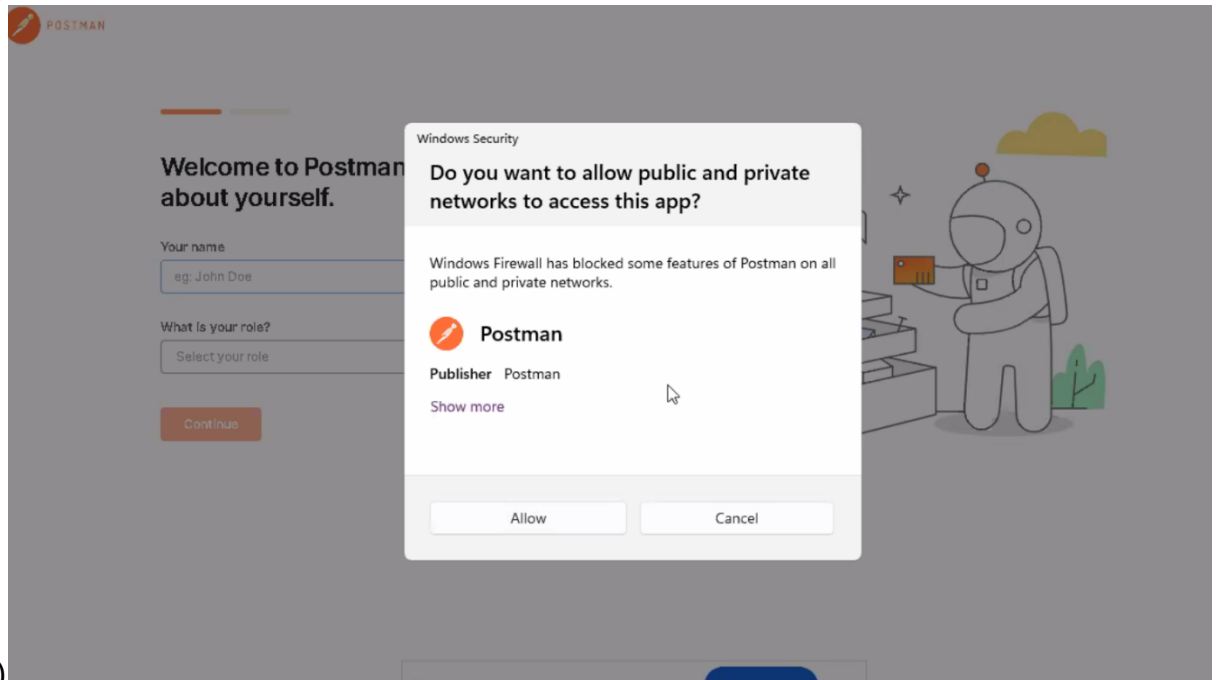 POSTMAN
Welcome to Postman
about yourself.
Your name
eg: John Doe
What is your role?
Select your role
Continue
Windows Security
Do you want to allow public and private
networks to access this app?
Windows Firewall has blocked some features of Postman on all
public and private networks.
Postman
Publisher Postman
Show more
Allow
Cancel
)